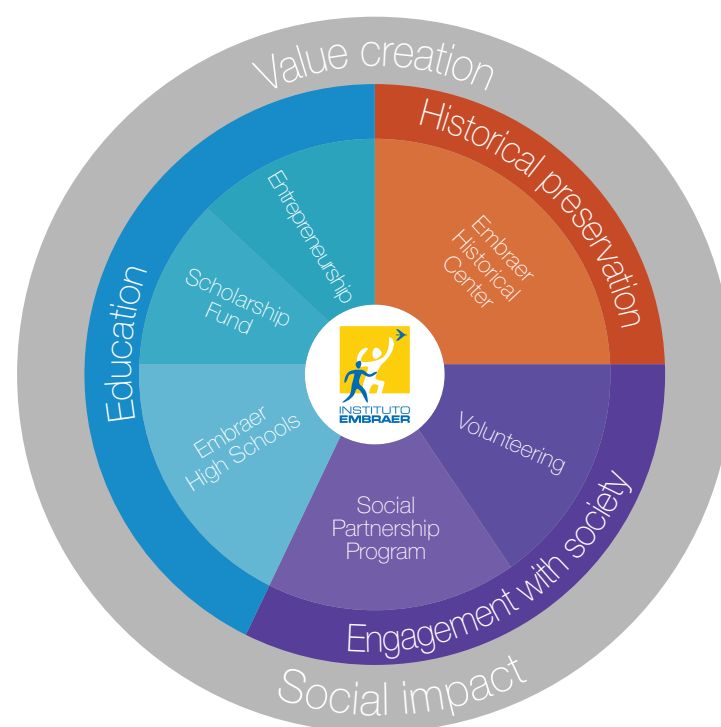 Value creation
Historical preservation
Education
Entrepreneurship
Embraer
Historical
Center
Scholarship
Fund
INSTITUTO
EMBRAER
Embraer
High Schools
Volunteering
Social
Partnership
Program
Engagement with society
Social impact